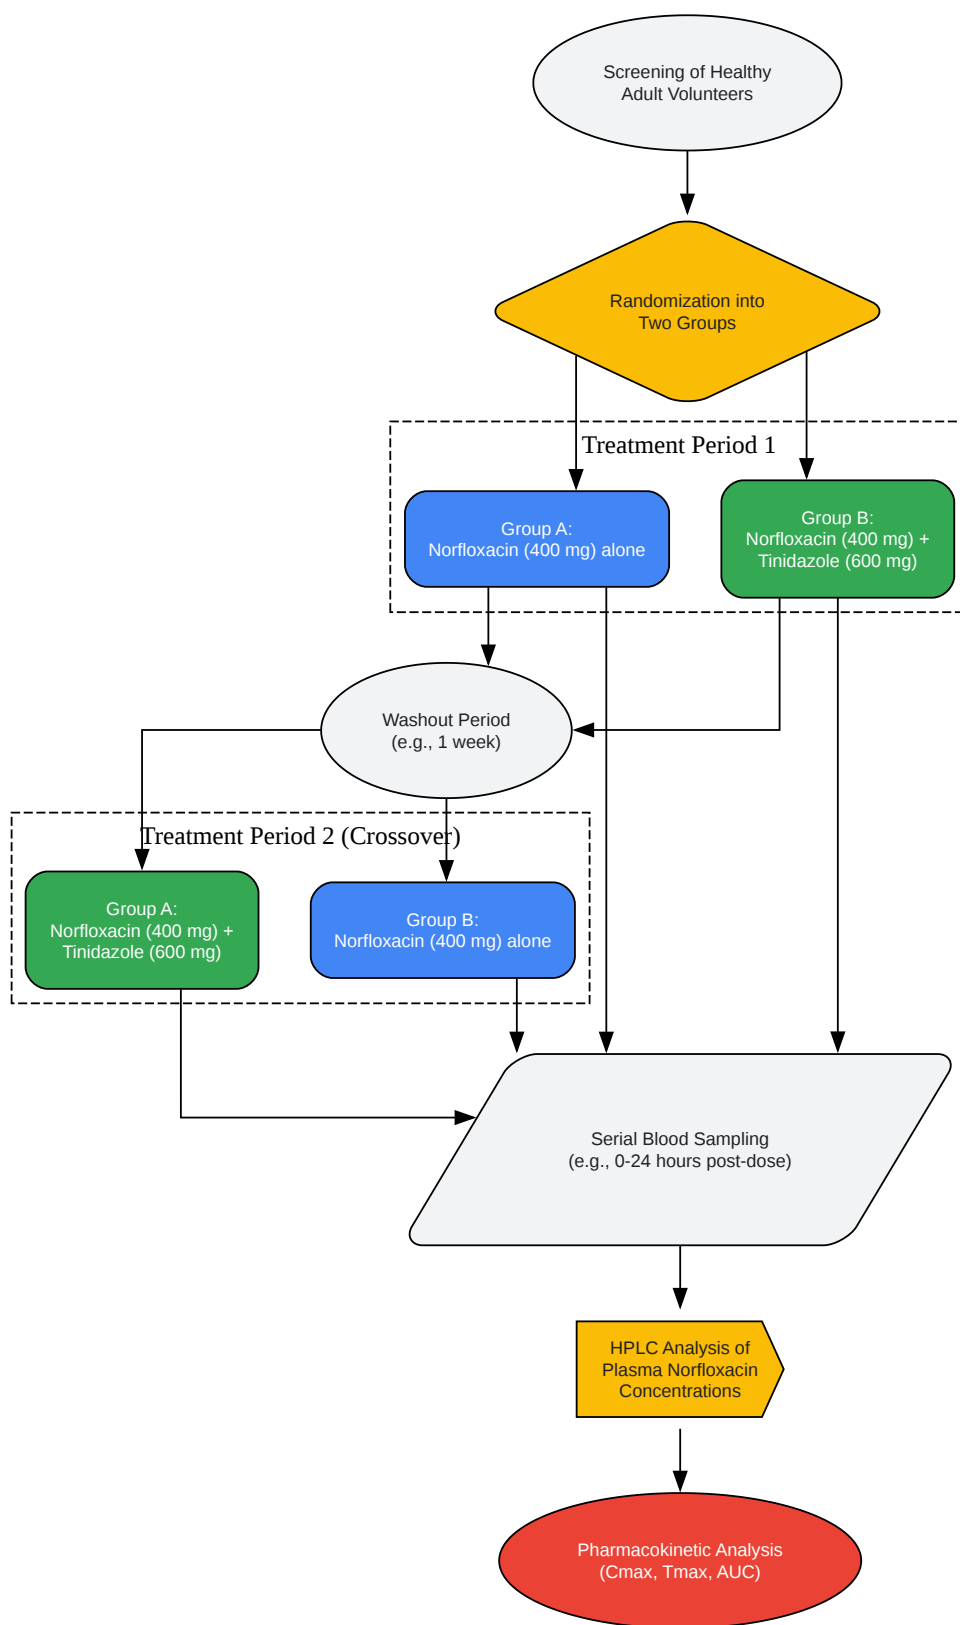 Screening of Healthy
Adult Volunteers
Randomization into
Two Groups
Treatment Period 1
Group A:
Norfloxacin (400 mg) alone
Group B:
Norfloxacin (400 mg) +
Tinidazole (600 mg)
Washout Period
(e.g., 1 week)
Treatment Period 2 (Crossover)
Group A:
Norfloxacin (400 mg) +
Tinidazole (600 mg)
Group B:
Norfloxacin (400 mg) alone
Serial Blood Sampling
(e.g., 0-24 hours post-dose)
HPLC Analysis of
Plasma Norfloxacin
Concentrations
Pharmacokinetic Analysis
(Cmax, Tmax, AUC)